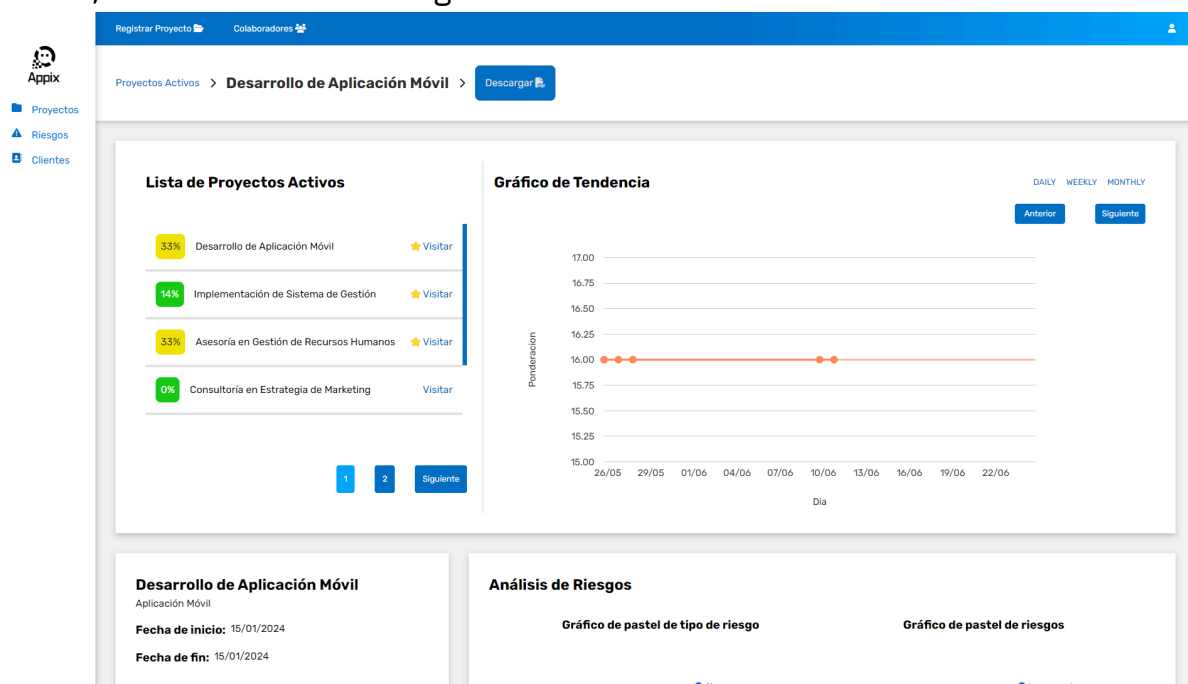 Registrar Proyecto Colaboradores
Appix
Proyectos
Riesgos
Clientes
Proyectos Activos > Desarrollo de Aplicación Móvil > Descargar
Lista de Proyectos Activos
33% Desarrollo de Aplicación Móvil Visitar
14% Implementación de Sistema de Gestión Visitar
33% Asesoría en Gestión de Recursos Humanos Visitar
0% Consultoría en Estrategia de Marketing Visitar
1 2 Siguiente
Gráfico de Tendencia
DAILY WEEKLY MONTHLY
Anterior Siguiente
Ponderacion
17.00
16.75
16.50
16.25
16.00
15.75
15.50
15.25
15.00
26/05 29/05 01/06 04/06 07/06 10/06 13/06 16/06 19/06 22/06
Dia
Desarrollo de Aplicación Móvil
Aplicación Móvil
Fecha de inicio: 15/01/2024
Fecha de fin: 15/01/2024
Análisis de Riesgos
Gráfico de pastel de tipo de riesgo
Gráfico de pastel de riesgos